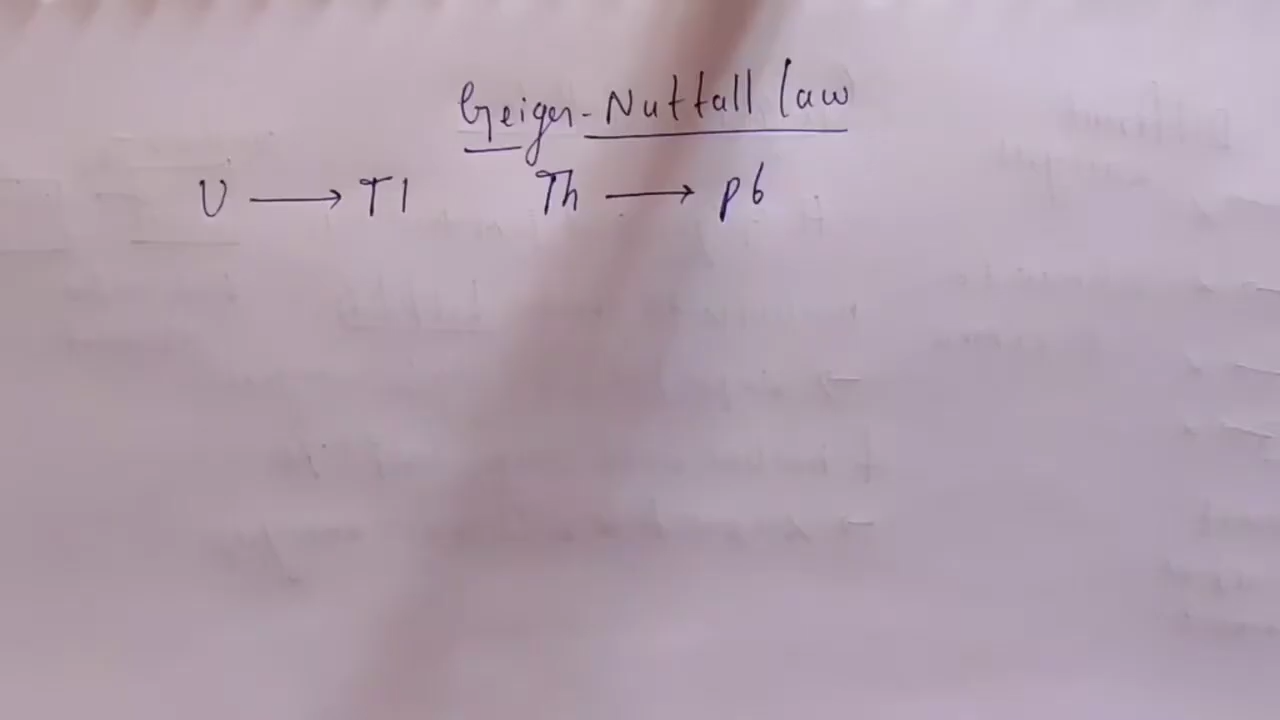 Geiger-Nuttall law
U → Tl Th → Pb